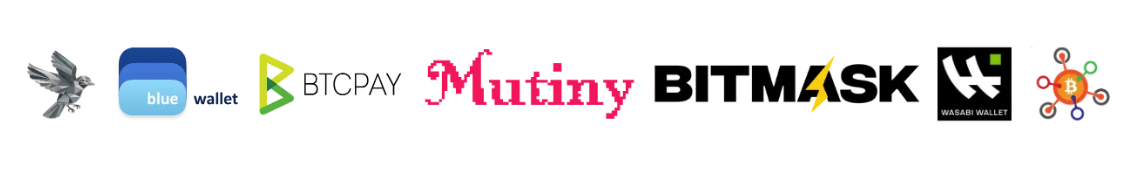 blue wallet
BTCPAY
Mutiny
BITMASK
WASABI WALLET